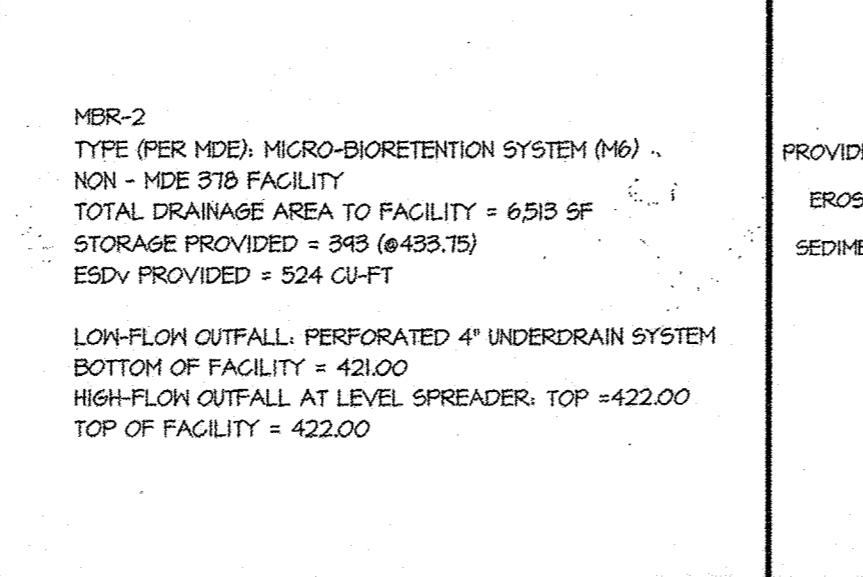 MBR-2
TYPE (PER MDE): MICRO-BIORETENTION SYSTEM (M6)
NON - MDE 378 FACILITY
TOTAL DRAINAGE AREA TO FACILITY = 6,513 SF
STORAGE PROVIDED = 393 (@433.75)
ESDv PROVIDED = 524 CU-FT
LOW-FLOW OUTFALL: PERFORATED 4" UNDERDRAIN SYSTEM
BOTTOM OF FACILITY = 421.00
HIGH-FLOW OUTFALL AT LEVEL SPREADER: TOP =422.00
TOP OF FACILITY = 422.00
PROVID
EROS
SEDIME